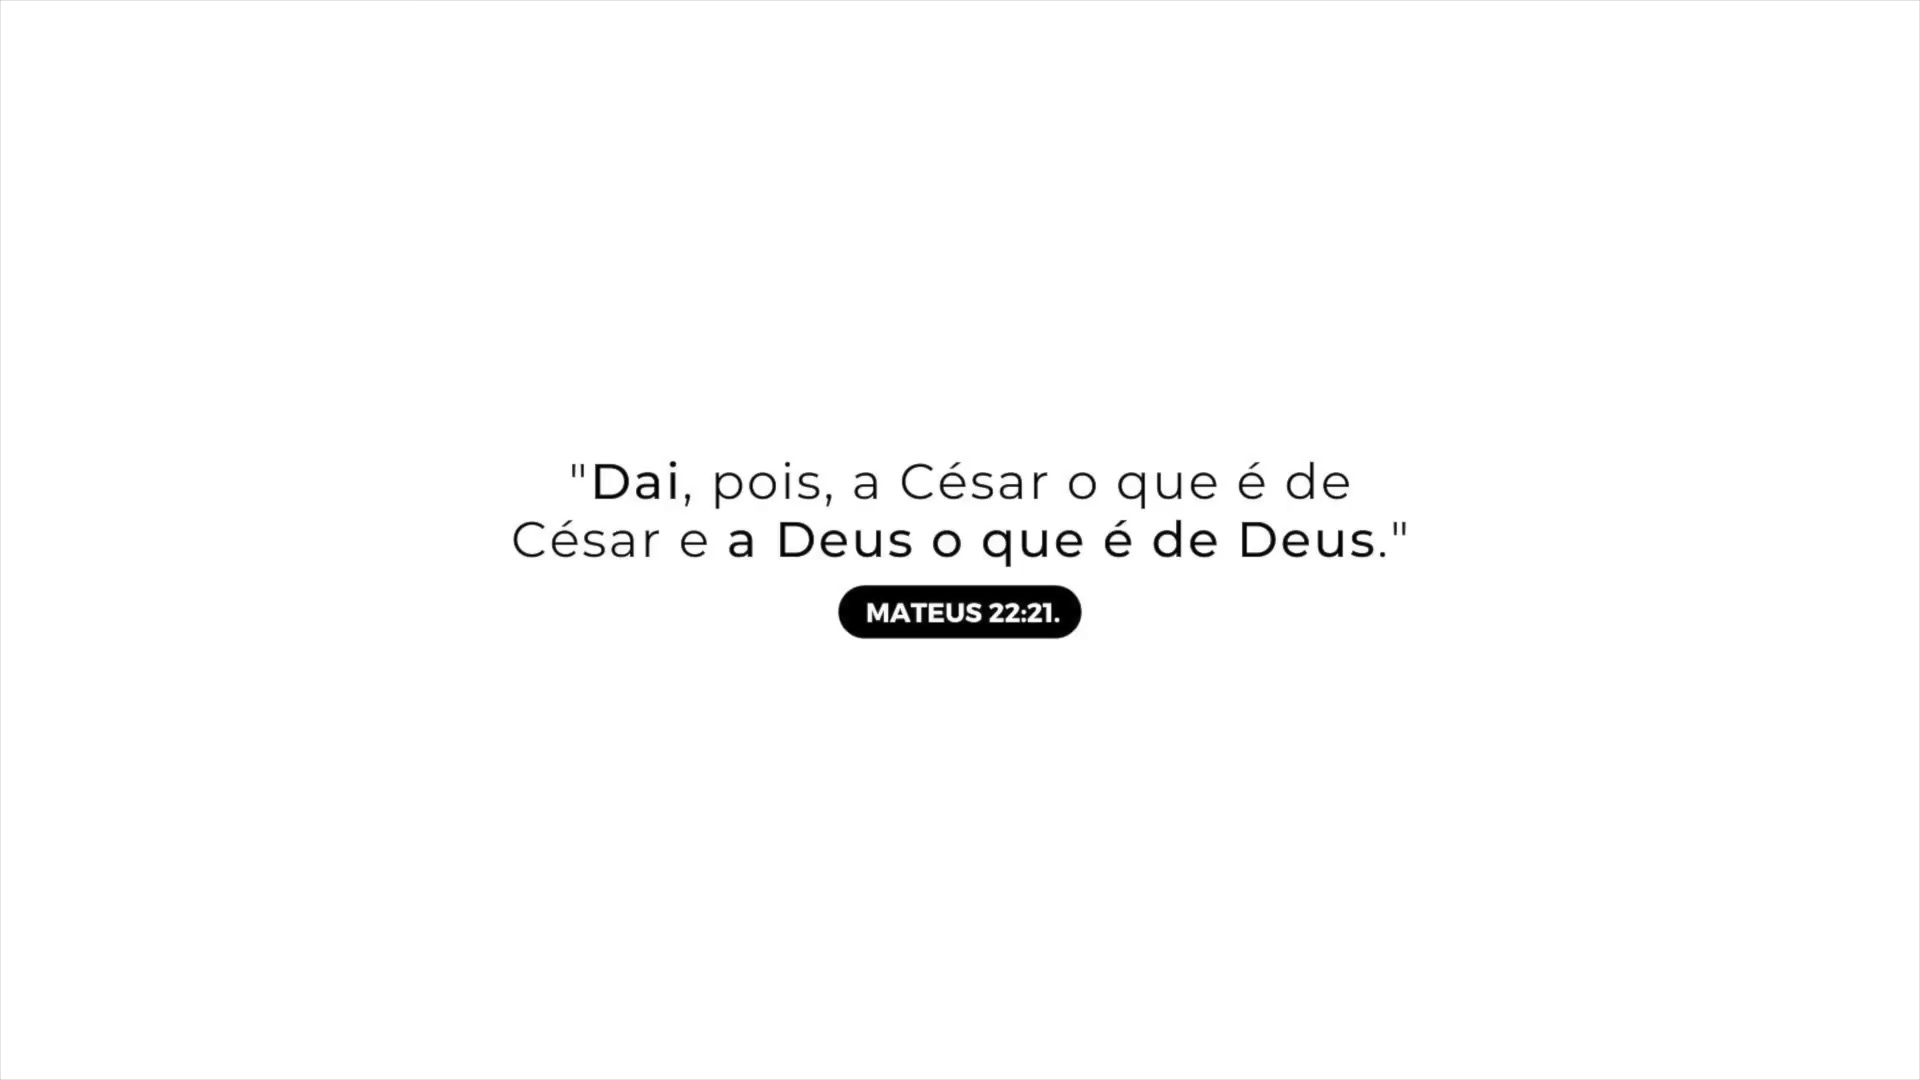 "Dai, pois, a César o que é de
César e a Deus o que é de Deus."
MATEUS 22:21.